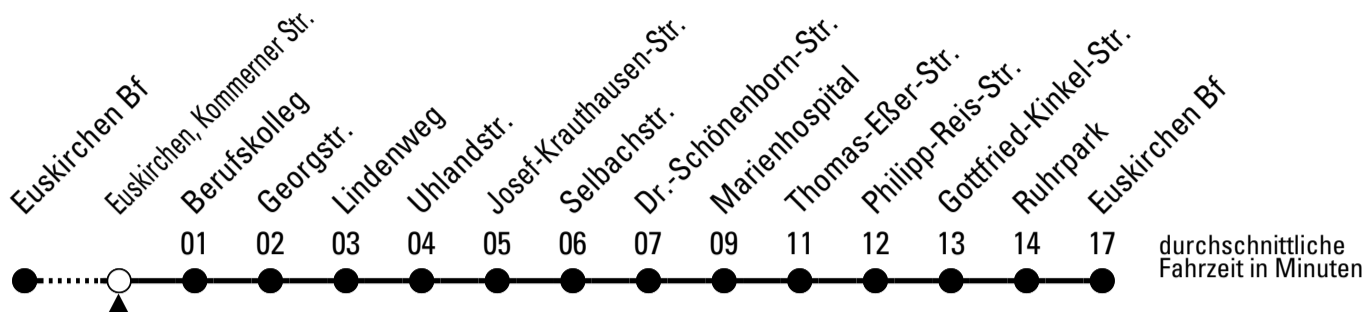 Euskirchen Bf
Euskirchen, Kommerner Str.
Berufskolleg
Georgstr.
Lindenweg
Uhlandstr.
Josef-Krauthausen-Str.
Selbachstr.
Dr.-Schönenborn-Str.
Marienhospital
Thomas-Eßer-Str.
Philipp-Reis-Str.
Gottfried-Kinkel-Str.
Ruhrpark
Euskirchen Bf
01 02 03 04 05 06 07 09 11 12 13 14 17
durchschnittliche
Fahrzeit in Minuten